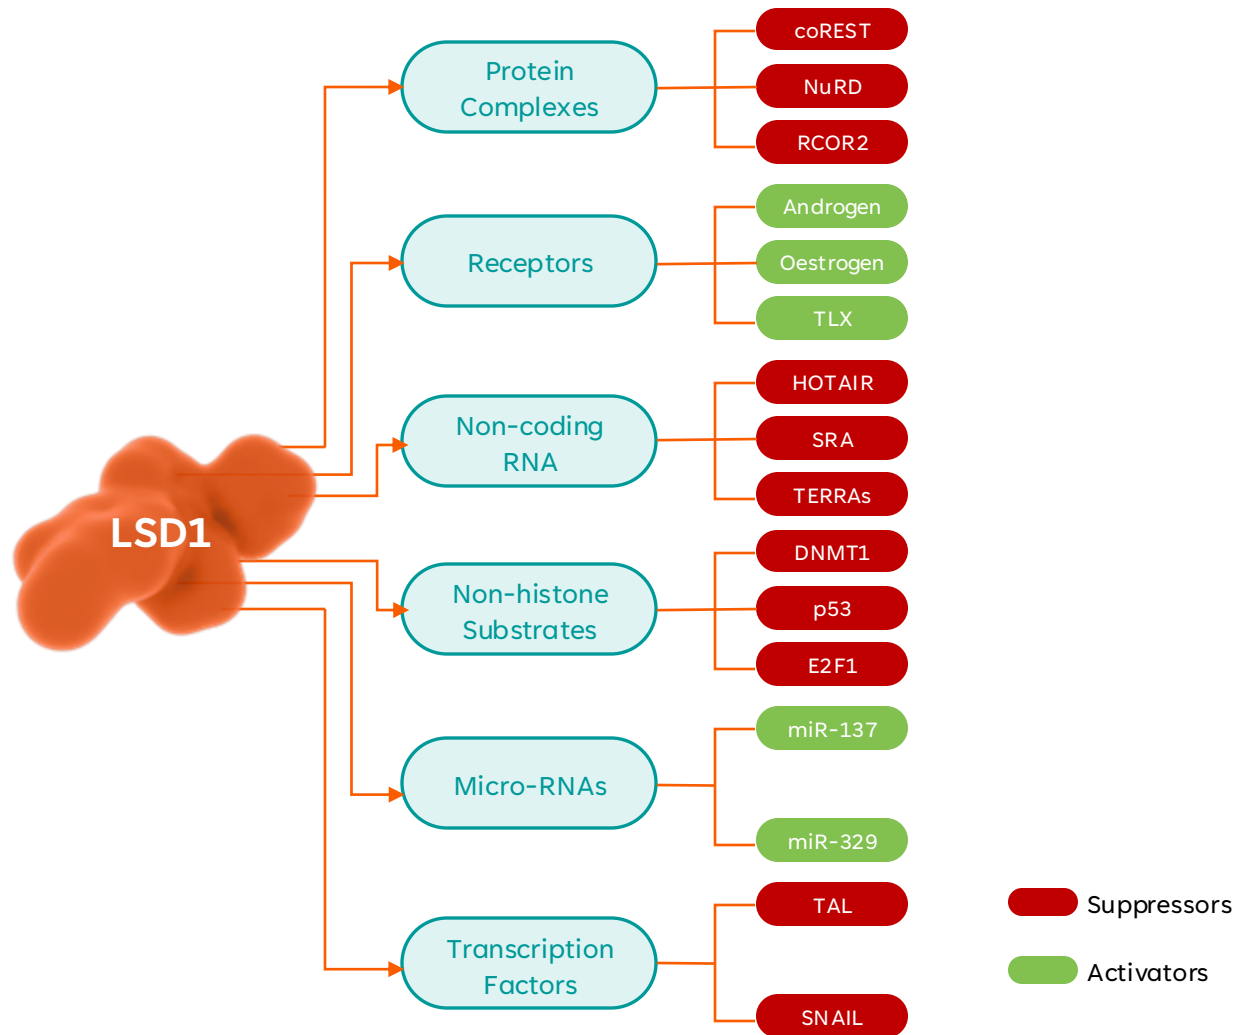 coREST
Protein
Complexes
NuRD
RCOR2
Androgen
Receptors
Oestrogen
TLX
HOTAIR
Non-coding
RNA
SRA
TERRAs
LSD1
DNMT1
Non-histone
Substrates
p53
E2F1
miR-137
Micro-RNAs
miR-329
TAL
Transcription
Factors
SNAIL
Suppressors
Activators